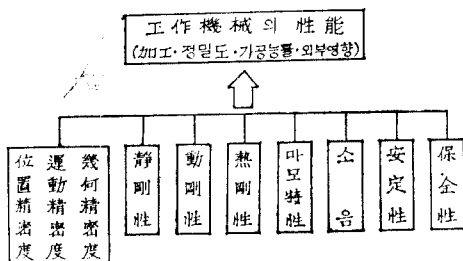 工作機械의 性能
(加工·정밀도·가공능률·외부영향)
幾何精密度
運動精密度
位置精密度
静剛性
動剛性
熱剛性
마모特性
소음
安定性
保全性